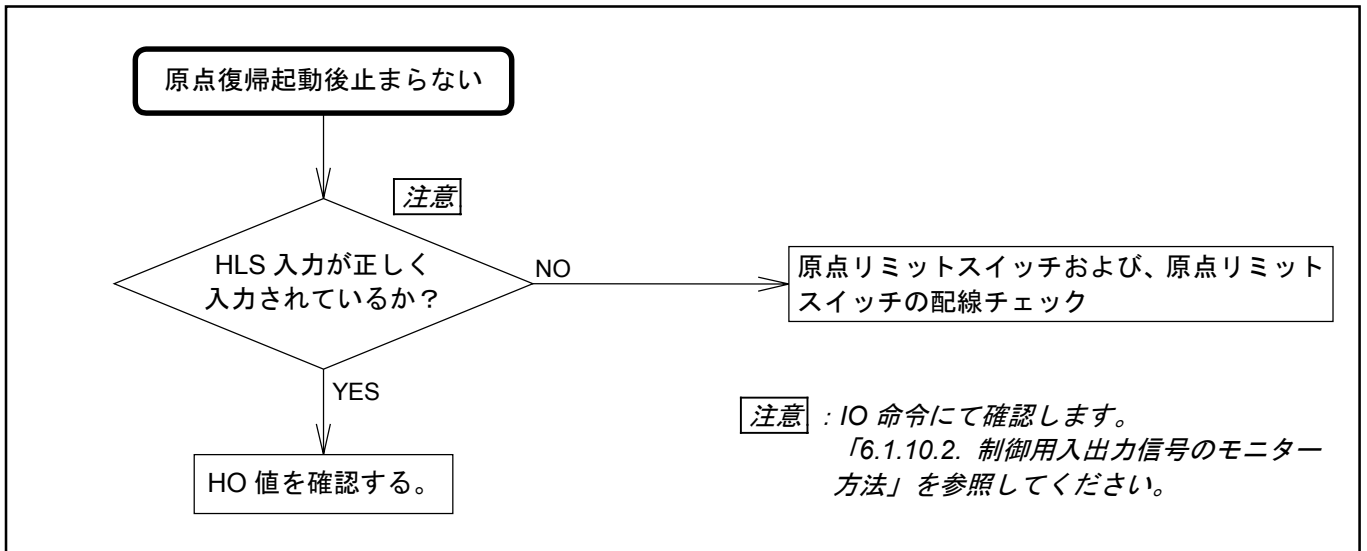 原点復帰起動後止まらない
注意
HLS 入力が正しく
入力されているか？
NO
原点リミットスイッチおよび、原点リミット
スイッチの配線チェック
YES
HO 値を確認する。
注意 : IO 命令にて確認します。
「6.1.10.2. 制御用入出力信号のモニター
方法」を参照してください。